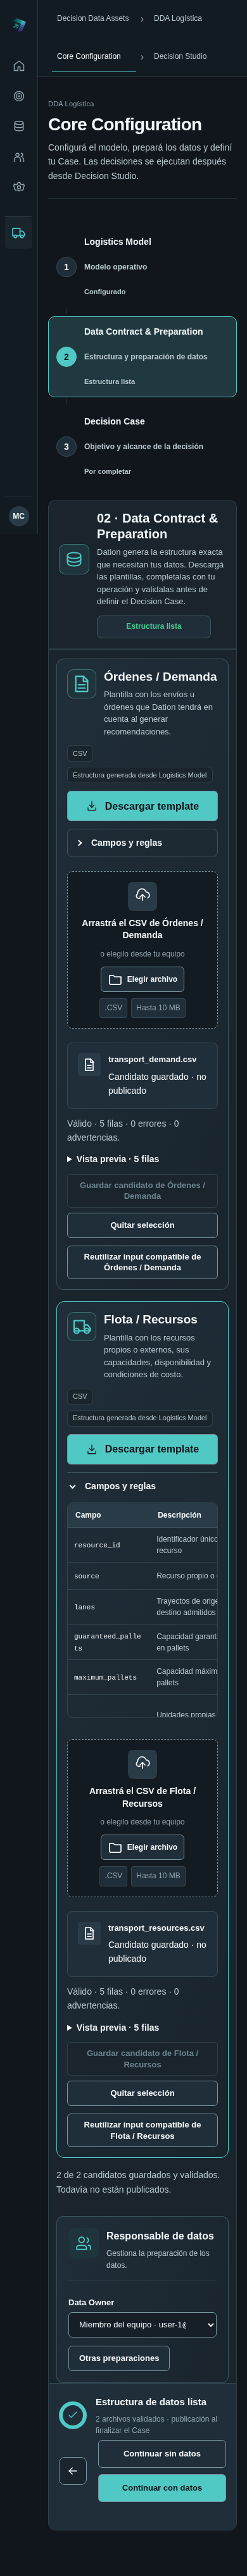 Decision Data Assets
DDA Logística
Core Configuration
Decision Studio
DDA Logística
Core Configuration
Configurá el modelo, prepará los datos y definí
tu Case. Las decisiones se ejecutan después
desde Decision Studio.
Logistics Model
1
Modelo operativo
Configurado
Data Contract & Preparation
2
Estructura y preparación de datos
Estructura lista
Decision Case
3
Objetivo y alcance de la decisión
Por completar
MC
02 · Data Contract &
Preparation
Dation genera la estructura exacta
que necesitan tus datos. Descargá
las plantillas, completalas con tu
operación y validalas antes de
definir el Decision Case.
Estructura lista
Órdenes / Demanda
Plantilla con los envíos u
órdenes que Dation tendrá en
cuenta al generar
recomendaciones.
CSV
Estructura generada desde Logistics Model
Descargar template
Campos y reglas
Arrastrá el CSV de Órdenes /
Demanda
o elegilo desde tu equipo
Elegir archivo
.CSV
Hasta 10 MB
transport_demand.csv
Candidato guardado · no
publicado
Válido · 5 filas · 0 errores · 0
advertencias.
Vista previa · 5 filas
Guardar candidato de Órdenes /
Demanda
Quitar selección
Reutilizar input compatible de
Órdenes / Demanda
Flota / Recursos
Plantilla con los recursos
propios o externos, sus
capacidades, disponibilidad y
condiciones de costo.
CSV
Estructura generada desde Logistics Model
Descargar template
Campos y reglas
Campo
Descripción
resource_id
Identificador único
recurso
source
Recurso propio o
lanes
Trayectos de orige
destino admitidos
guaranteed_palle
ts
Capacidad garant
en pallets
maximum_pallets
Capacidad máxim
pallets
Unidades propias
Arrastrá el CSV de Flota /
Recursos
o elegilo desde tu equipo
Elegir archivo
.CSV
Hasta 10 MB
transport_resources.csv
Candidato guardado · no
publicado
Válido · 5 filas · 0 errores · 0
advertencias.
Vista previa · 5 filas
Guardar candidato de Flota /
Recursos
Quitar selección
Reutilizar input compatible de
Flota / Recursos
2 de 2 candidatos guardados y validados.
Todavía no están publicados.
Responsable de datos
Gestiona la preparación de los
datos.
Data Owner
Miembro del equipo · user-1@
Otras preparaciones
Estructura de datos lista
2 archivos validados · publicación al
finalizar el Case
Continuar sin datos
Continuar con datos